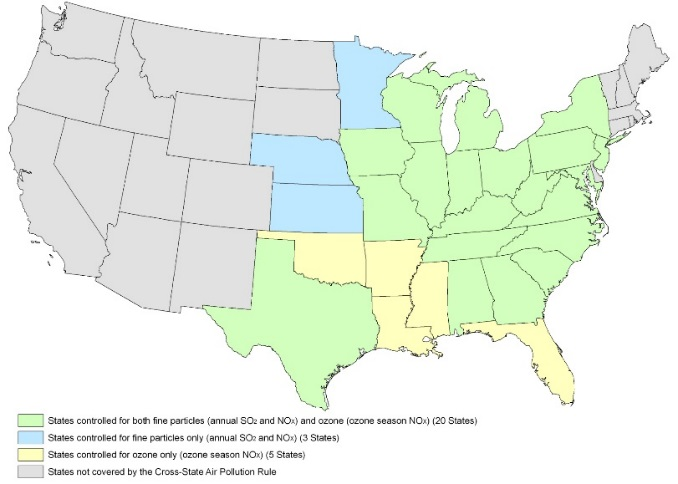 States controlled for both fine particles (annual SO2 and NOX) and ozone (ozone season NOX) (20 States)
States controlled for fine particles only (annual SO2 and NOX) (3 States)
States controlled for ozone only (ozone season NOX) (5 States)
States not covered by the Cross-State Air Pollution Rule